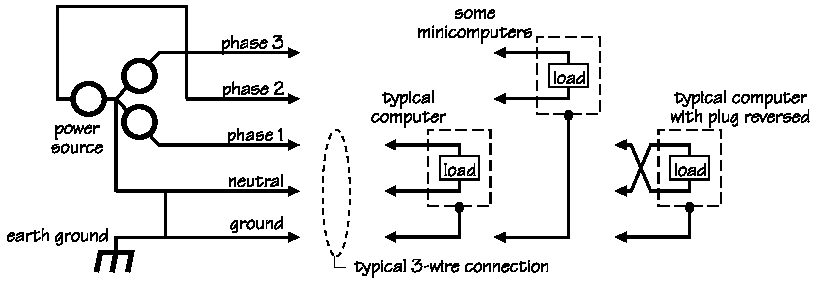 some
minicomputers
phase 3
load
phase 2
power
source
typical
computer
typical computer
with plug reversed
phase 1
load
load
neutral
ground
earth ground
typical 3-wire connection